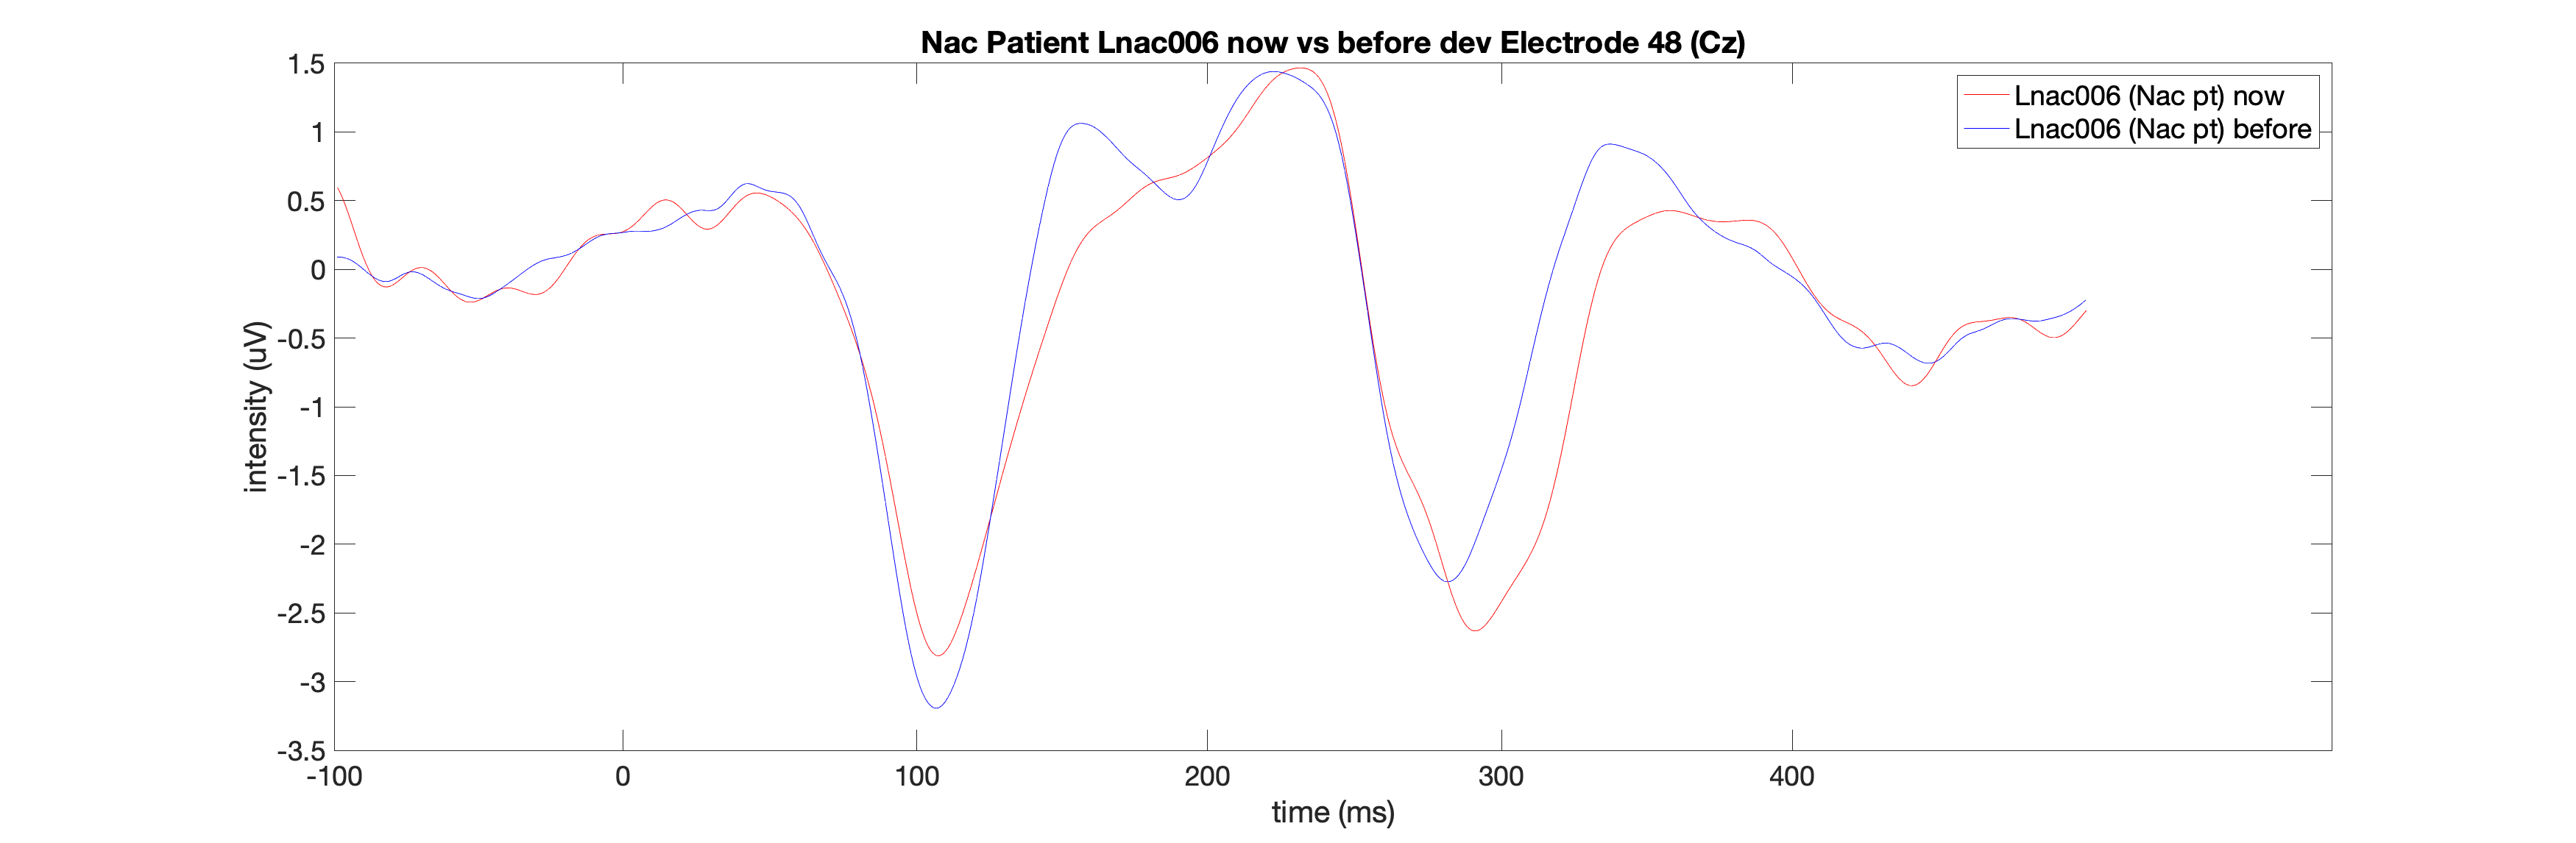 Nac Patient Lnac006 now vs before dev Electrode 48 (Cz)
Lnac006 (Nac pt) now
Lnac006 (Nac pt) before
intensity (uV)
1.5
1
0.5
0
-0.5
-1
-1.5
-2
-2.5
-3
-3.5
-100 0 100 200 300 400
time (ms)